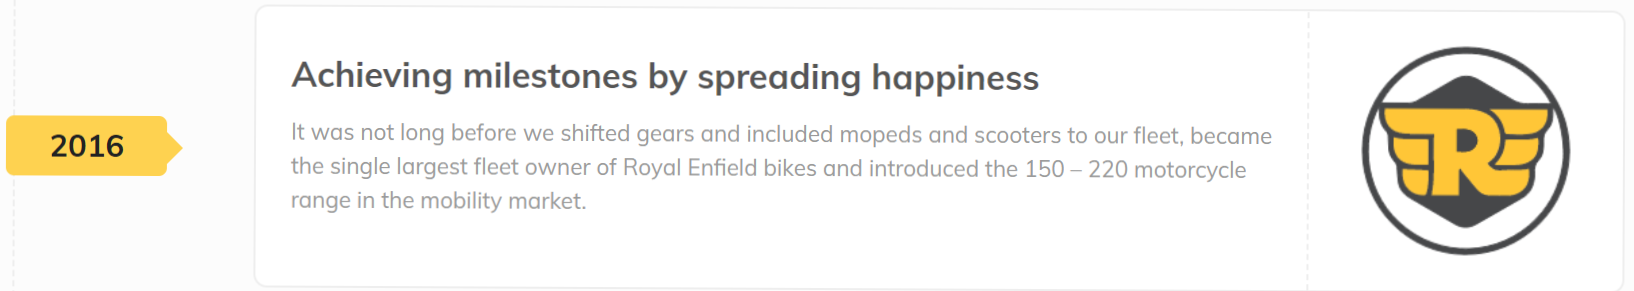 Achieving milestones by spreading happiness
2016
It was not long before we shifted gears and included mopeds and scooters to our fleet, became
the single largest fleet owner of Royal Enfield bikes and introduced the 150 – 220 motorcycle
range in the mobility market.
R